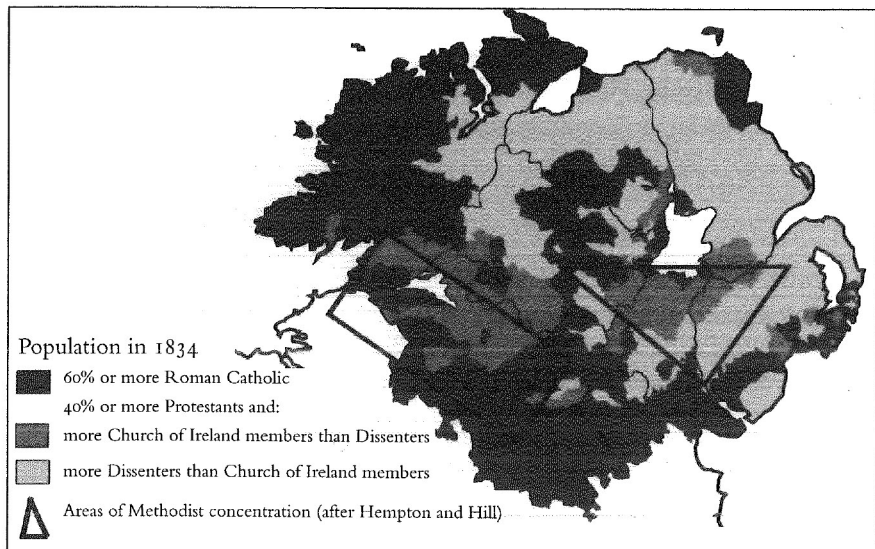 Population in 1834
60% or more Roman Catholic
40% or more Protestants and:
more Church of Ireland members than Dissenters
more Dissenters than Church of Ireland members
Areas of Methodist concentration (after Hempton and Hill)